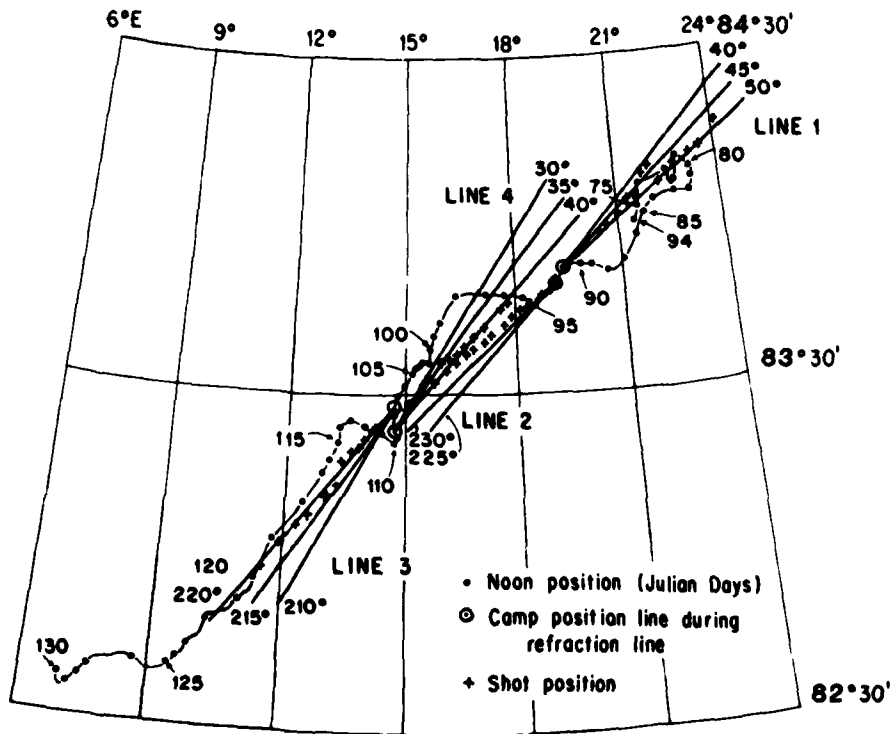 6°E 9° 12° 15° 18° 21° 24° 84°30'
40°
45°
50°
LINE 1
80
30°
35°
40°
75
LINE 4
85
94
90
95
100
105
83°30'
LINE 2
115
230°
225°
110
LINE 3
120
220°
215° 210°
• Noon position (Julian Days)
⊙ Camp position line during
refraction line
+ Shot position
130
125
82°30'